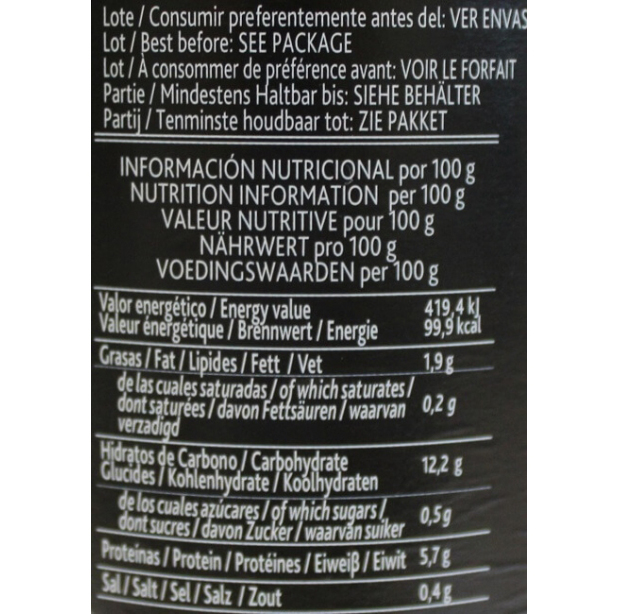 Lote / Consumir preferentemente antes del: VER ENVAS
Lot / Best before: SEE PACKAGE
Lot / À consommer de préférence avant: VOIR LE FORFAIT
Partie / Mindestens Haltbar bis: SIEHE BEHÄLTER
Partij / Tenminste houdbaar tot: ZIE PAKKET
INFORMACIÓN NUTRICIONAL por 100 g
NUTRITION INFORMATION per 100 g
VALEUR NUTRITIVE pour 100 g
NÄHRWERT pro 100 g
VOEDINGSWAARDEN per 100 g
Valor energético / Energy value 419,4 kJ
Valeur énergétique / Brennwert / Energie 99,9 kcal
Grasas / Fat / Lipides / Fett / Vet 1,9 g
de las cuales saturadas / of which saturates /
dont saturées / davon Fettsäuren / waarvan 0,2 g
verzadigd
Hidratos de Carbono / Carbohydrate 12,2 g
Glucides / Kohlenhydrate / Koolhydraten
de los cuales azúcares / of which sugars /
dont sucres / davon Zucker / waarvan suiker 0,5 g
Proteínas / Protein / Protéines / Eiweiß / Eiwit 5,7 g
Sal / Salt / Sel / Salz / Zout 0,4 g